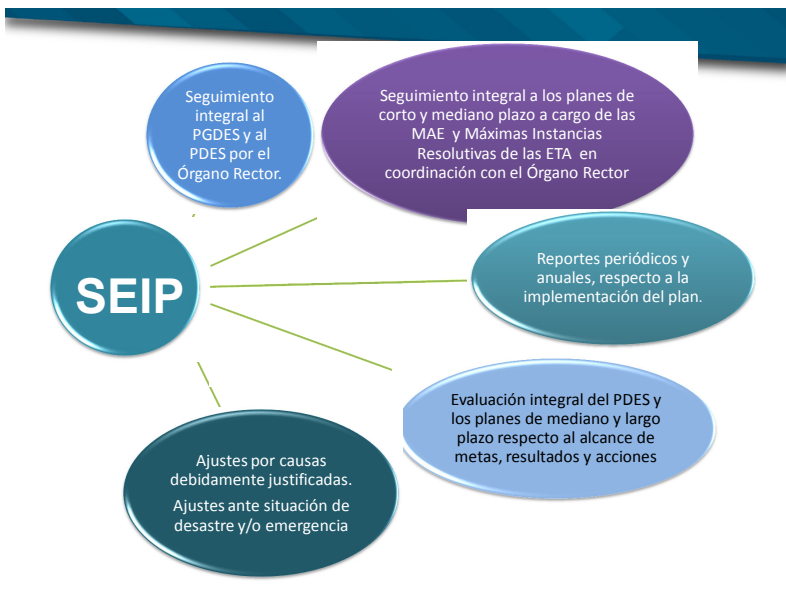 Seguimiento
integral al
PGDES y al
PDES por el
Órgano Rector.
Seguimiento integral a los planes de
corto y mediano plazo a cargo de las
MAE y Máximas Instancias
Resolutivas de las ETA en
coordinación con el Órgano Rector
SEIP
Reportes periódicos y
anuales, respecto a la
implementación del plan.
Evaluación integral del PDES y
los planes de mediano y largo
plazo respecto al alcance de
metas, resultados y acciones
Ajustes por causas
debidamente justificadas.
Ajustes ante situación de
desastre y/o emergencia